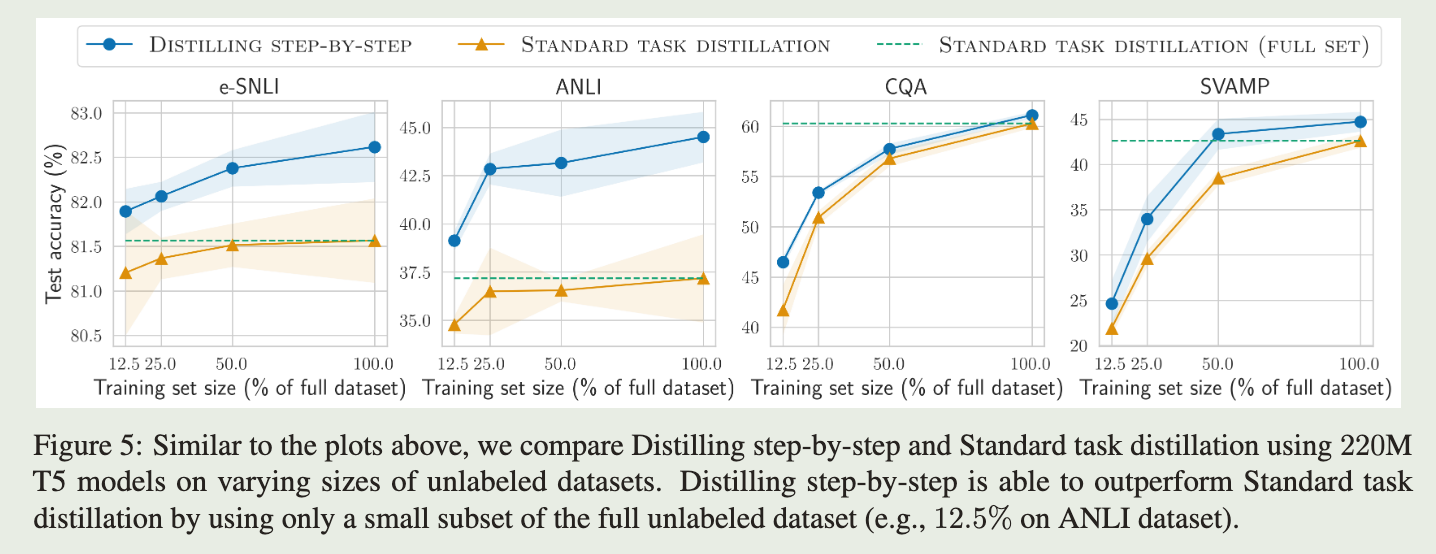 DISTILLING STEP-BY-STEP STANDARD TASK DISTILLATION STANDARD TASK DISTILLATION (FULL SET)
e-SNLI ANLI CQA SVAMP
Test accuracy (%)
83.0
82.5
82.0
81.5
81.0
80.5
12.5 25.0 50.0 100.0
Training set size (% of full dataset)
45.0
42.5
40.0
37.5
35.0
12.5 25.0 50.0 100.0
Training set size (% of full dataset)
60
55
50
45
40
12.5 25.0 50.0 100.0
Training set size (% of full dataset)
45
40
35
30
25
20
12.5 25.0 50.0 100.0
Training set size (% of full dataset)
Figure 5: Similar to the plots above, we compare Distilling step-by-step and Standard task distillation using 220M
T5 models on varying sizes of unlabeled datasets. Distilling step-by-step is able to outperform Standard task
distillation by using only a small subset of the full unlabeled dataset (e.g., 12.5% on ANLI dataset).